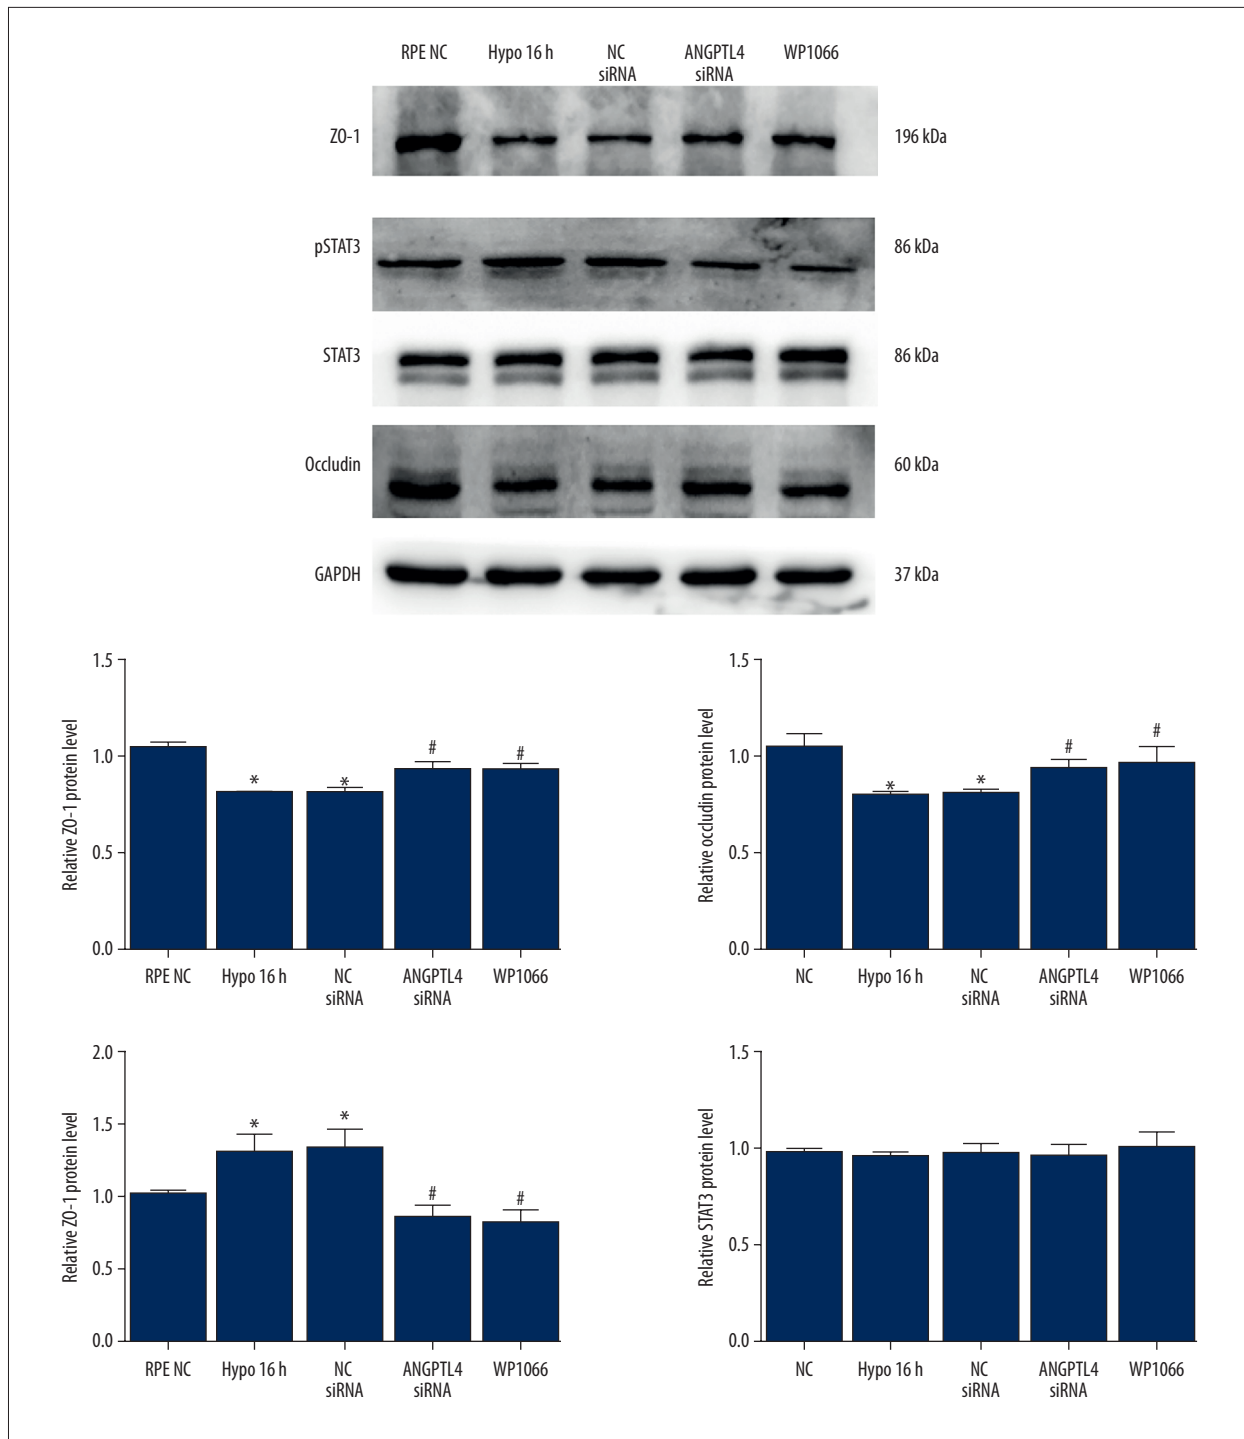 RPE NC Hypo 16 h NC siRNA ANGPTL4 siRNA WP1066
ZO-1 196 kDa
pSTAT3 86 kDa
STAT3 86 kDa
Occludin 60 kDa
GAPDH 37 kDa
Relative ZO-1 protein level
1.5
1.0
0.5
0.0
* * # #
RPE NC Hypo 16 h NC siRNA ANGPTL4 siRNA WP1066
Relative occludin protein level
1.5
1.0
0.5
0.0
* * # #
NC Hypo 16 h NC siRNA ANGPTL4 siRNA WP1066
Relative ZO-1 protein level
2.0
1.5
1.0
0.5
0.0
* * # #
RPE NC Hypo 16 h NC siRNA ANGPTL4 siRNA WP1066
Relative STAT3 protein level
1.5
1.0
0.5
0.0
NC Hypo 16 h NC siRNA ANGPTL4 siRNA WP1066